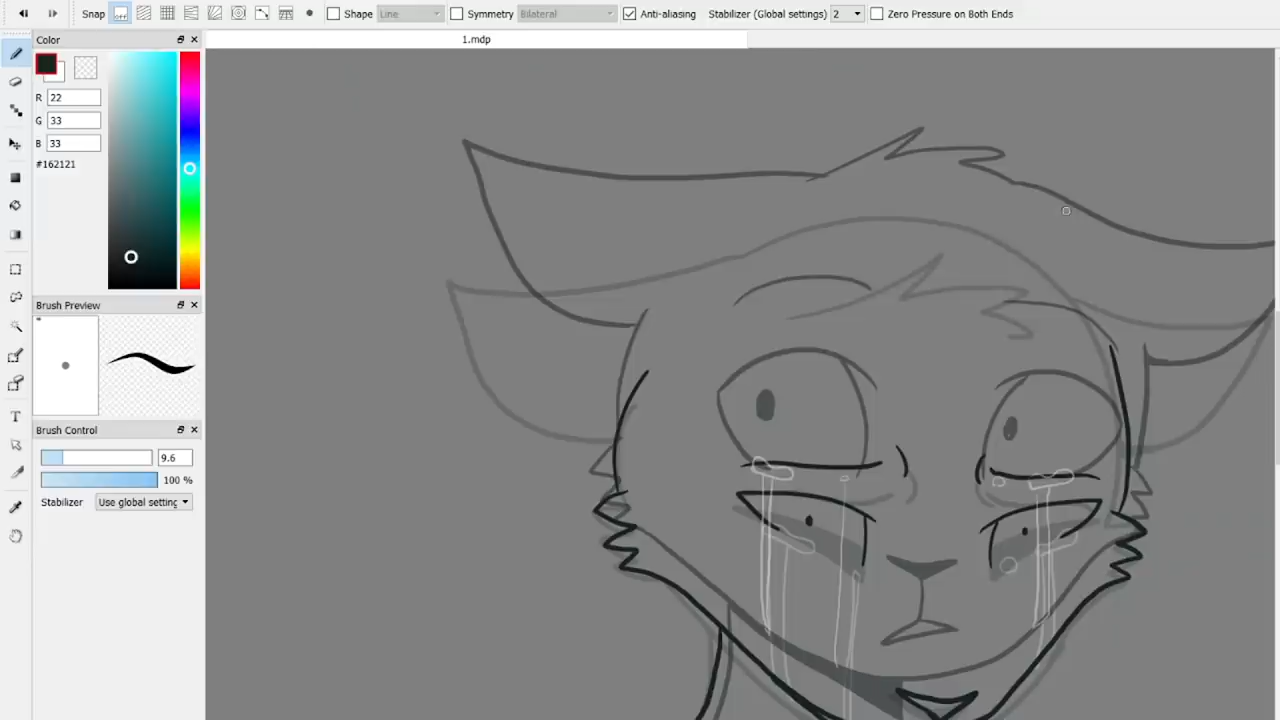 Snap Shape Line Symmetry Bilateral Anti-aliasing Stabilizer (Global settings) 2 Zero Pressure on Both Ends
Color
1.mdp
R 22
G 33
B 33
#162121
Brush Preview
*
Brush Control
9.6
100 %
Stabilizer Use global setting
T